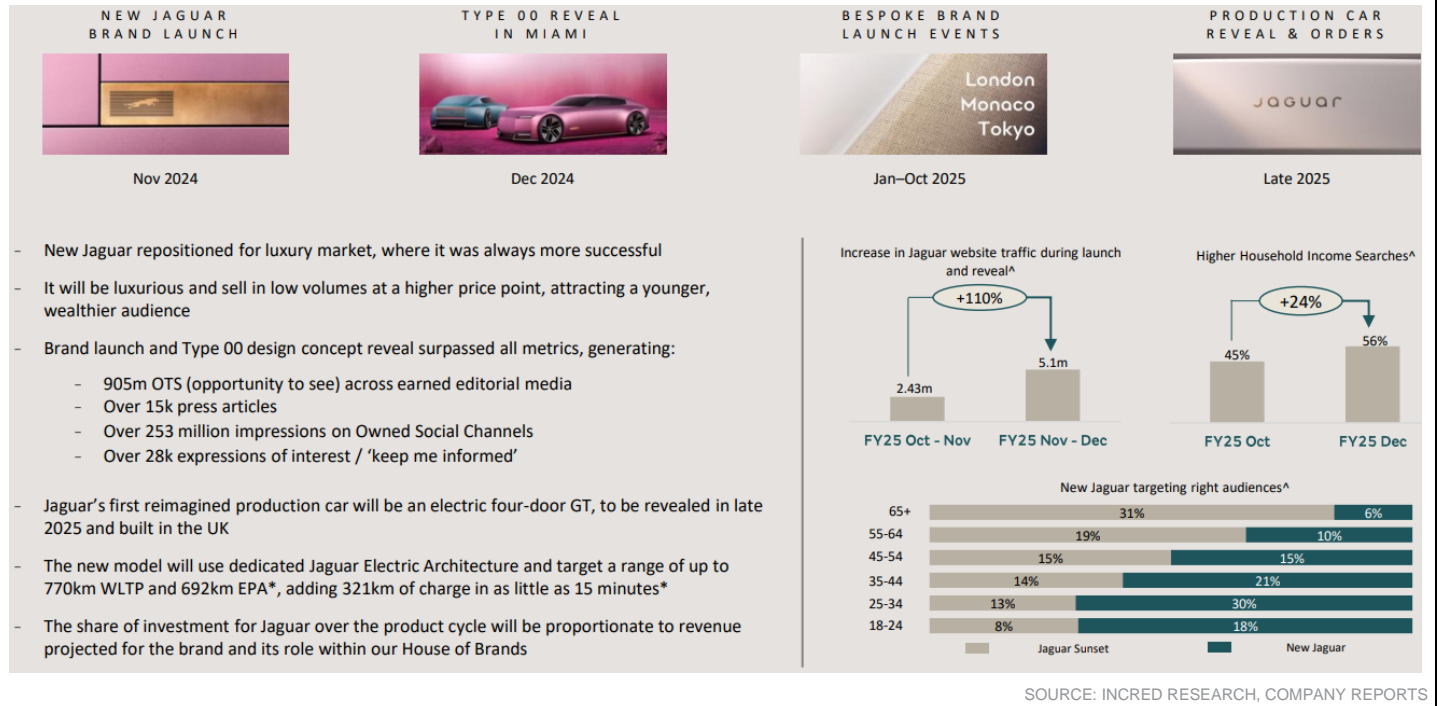 NEW JAGUAR
BRAND LAUNCH
TYPE 00 REVEAL
IN MIAMI
BESPOKE BRAND
LAUNCH EVENTS
PRODUCTION CAR
REVEAL & ORDERS
London
Monaco
Tokyo
JaGUar
Nov 2024
Dec 2024
Jan–Oct 2025
Late 2025
- New Jaguar repositioned for luxury market, where it was always more successful
- It will be luxurious and sell in low volumes at a higher price point, attracting a younger,
wealthier audience
- Brand launch and Type 00 design concept reveal surpassed all metrics, generating:
- 905m OTS (opportunity to see) across earned editorial media
- Over 15k press articles
- Over 253 million impressions on Owned Social Channels
- Over 28k expressions of interest / ‘keep me informed’
- Jaguar’s first reimagined production car will be an electric four-door GT, to be revealed in late
2025 and built in the UK
- The new model will use dedicated Jaguar Electric Architecture and target a range of up to
770km WLTP and 692km EPA*, adding 321km of charge in as little as 15 minutes*
- The share of investment for Jaguar over the product cycle will be proportionate to revenue
projected for the brand and its role within our House of Brands
Increase in Jaguar website traffic during launch
and reveal^
+110%
2.43m
5.1m
FY25 Oct - Nov
FY25 Nov - Dec
Higher Household Income Searches^
+24%
45%
56%
FY25 Oct
FY25 Dec
New Jaguar targeting right audiences^
65+ 31% 6%
55-64 19% 10%
45-54 15% 15%
35-44 14% 21%
25-34 13% 30%
18-24 8% 18%
Jaguar Sunset
New Jaguar
SOURCE: INCRED RESEARCH, COMPANY REPORTS